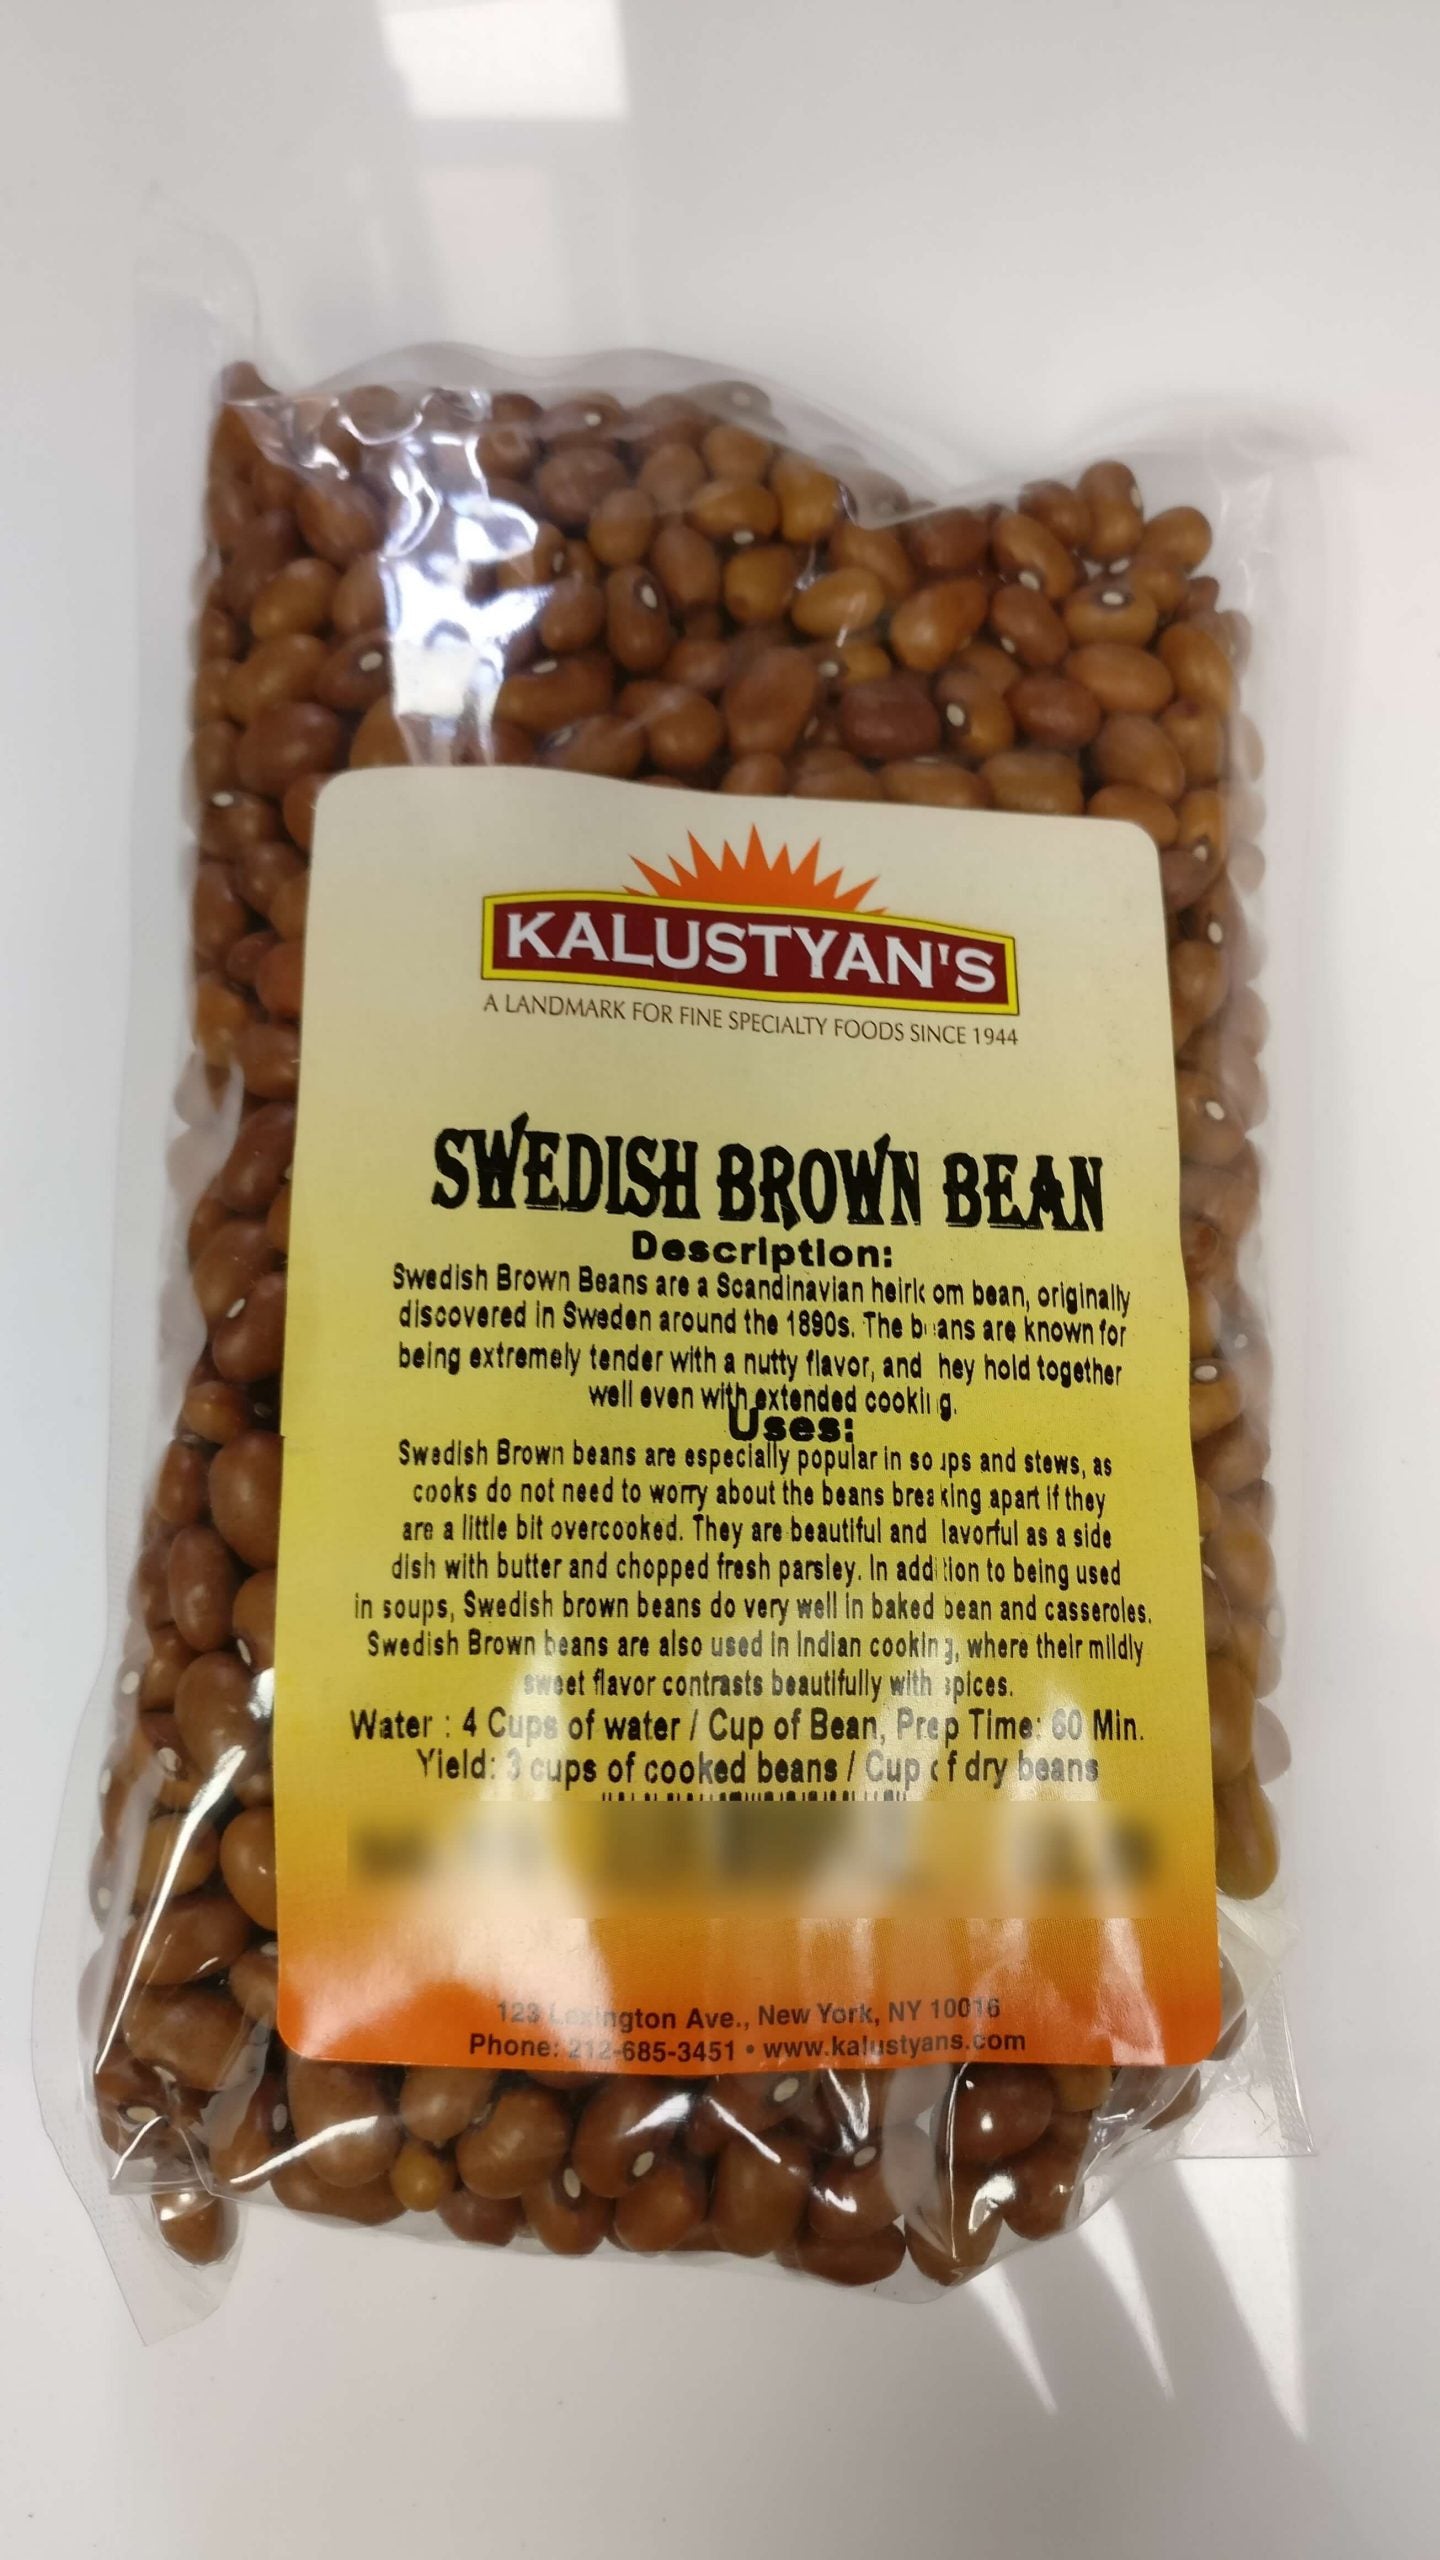 KALUSTYAN'S
A LANDMARK FOR FINE SPECIALTY FOODS SINCE 1944
SWEDISH BROWN BEAN
Description:
Swedish Brown Beans are a Scandinavian heirloom bean, originally
discovered in Sweden around the 1890s. The beans are known for
being extremely tender with a nutty flavor, and they hold together
well even with extended cooking.
Uses:
Swedish Brown beans are especially popular in soups and stews, as
cooks do not need to worry about the beans breaking apart if they
are a little bit overcooked. They are beautiful and flavorful as a side
dish with butter and chopped fresh parsley. In addition to being used
in soups, Swedish brown beans do very well in baked bean and casseroles.
Swedish Brown beans are also used in Indian cooking, where their mildly
sweet flavor contrasts beautifully with spices.
Water : 4 Cups of water / Cup of Bean, Prep Time: 60 Min.
Yield: 3 cups of cooked beans / Cup of dry beans
123 Lexington Ave., New York, NY 10016
Phone: 212-685-3451 • www.kalustyans.com